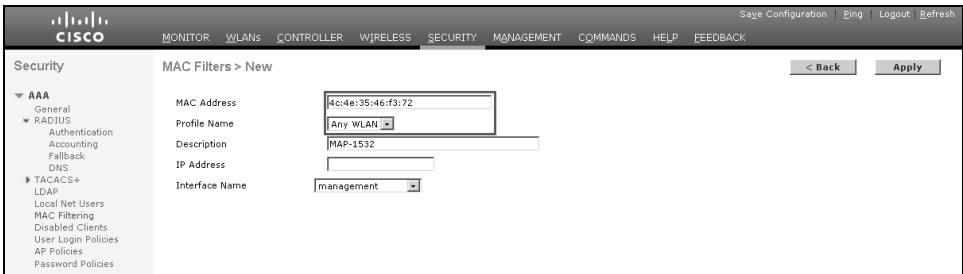 Save Configuration | Ping | Logout | Refresh
CISCO
MONITOR WLANs CONTROLLER WIRELESS SECURITY MANAGEMENT COMMANDS HELP FEEDBACK
Security
MAC Filters > New
< Back
Apply
AAA
General
RADIUS
Authentication
Accounting
Fallback
DNS
TACACS+
LDAP
Local Net Users
MAC Filtering
Disabled Clients
User Login Policies
AP Policies
Password Policies
MAC Address 4c:4e:35:46:f3:72
Profile Name Any WLAN
Description MAP-1532
IP Address
Interface Name management